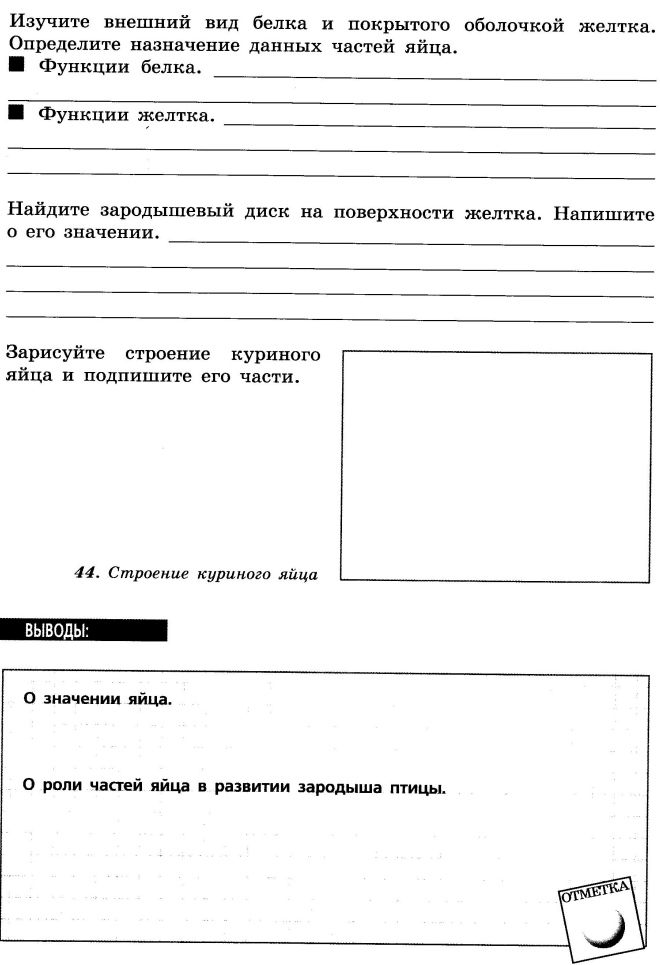 Изучите внешний вид белка и покрытого оболочкой желтка.
Определите назначение данных частей яйца.
■ Функции белка.
■ Функции желтка.
Найдите зародышевый диск на поверхности желтка. Напишите
о его значении.
Зарисуйте строение куриного
яйца и подпишите его части.
44. Строение куриного яйца
ВЫВОДЫ:
О значении яйца.
О роли частей яйца в развитии зародыша птицы.
ОТМЕТКА